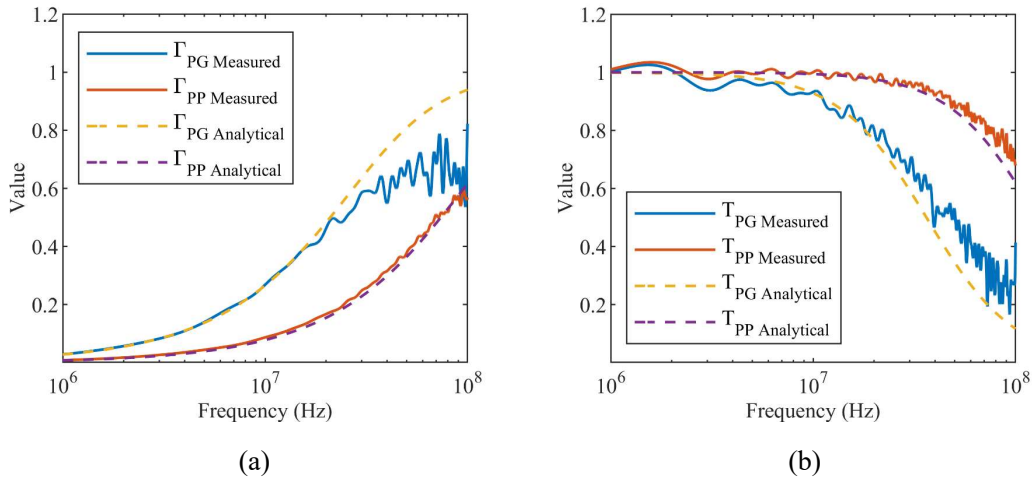 1.2
1
0.8
0.6
0.4
0.2
Value
Γ PG Measured
Γ PP Measured
Γ PG Analytical
Γ PP Analytical
10^6
10^7
10^8
Frequency (Hz)
(a)
1.2
1
0.8
0.6
0.4
0.2
Value
T PG Measured
T PP Measured
T PG Analytical
T PP Analytical
10^6
10^7
10^8
Frequency (Hz)
(b)